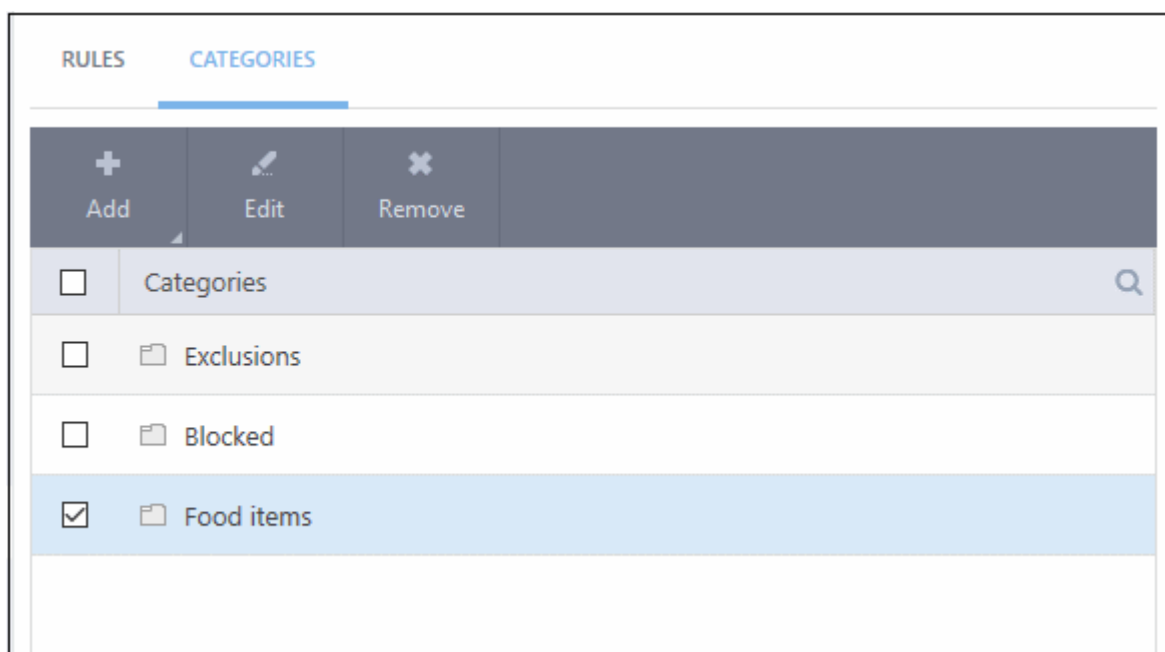 RULES CATEGORIES
Add Edit Remove
Categories
Exclusions
Blocked
Food items